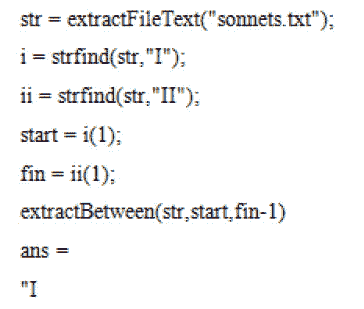 str = extractFileText("sonnets.txt");
i = strfind(str,"I");
ii = strfind(str,"II");
start = i(1);
fin = ii(1);
extractBetween(str,start,fin-1)
ans =
"I